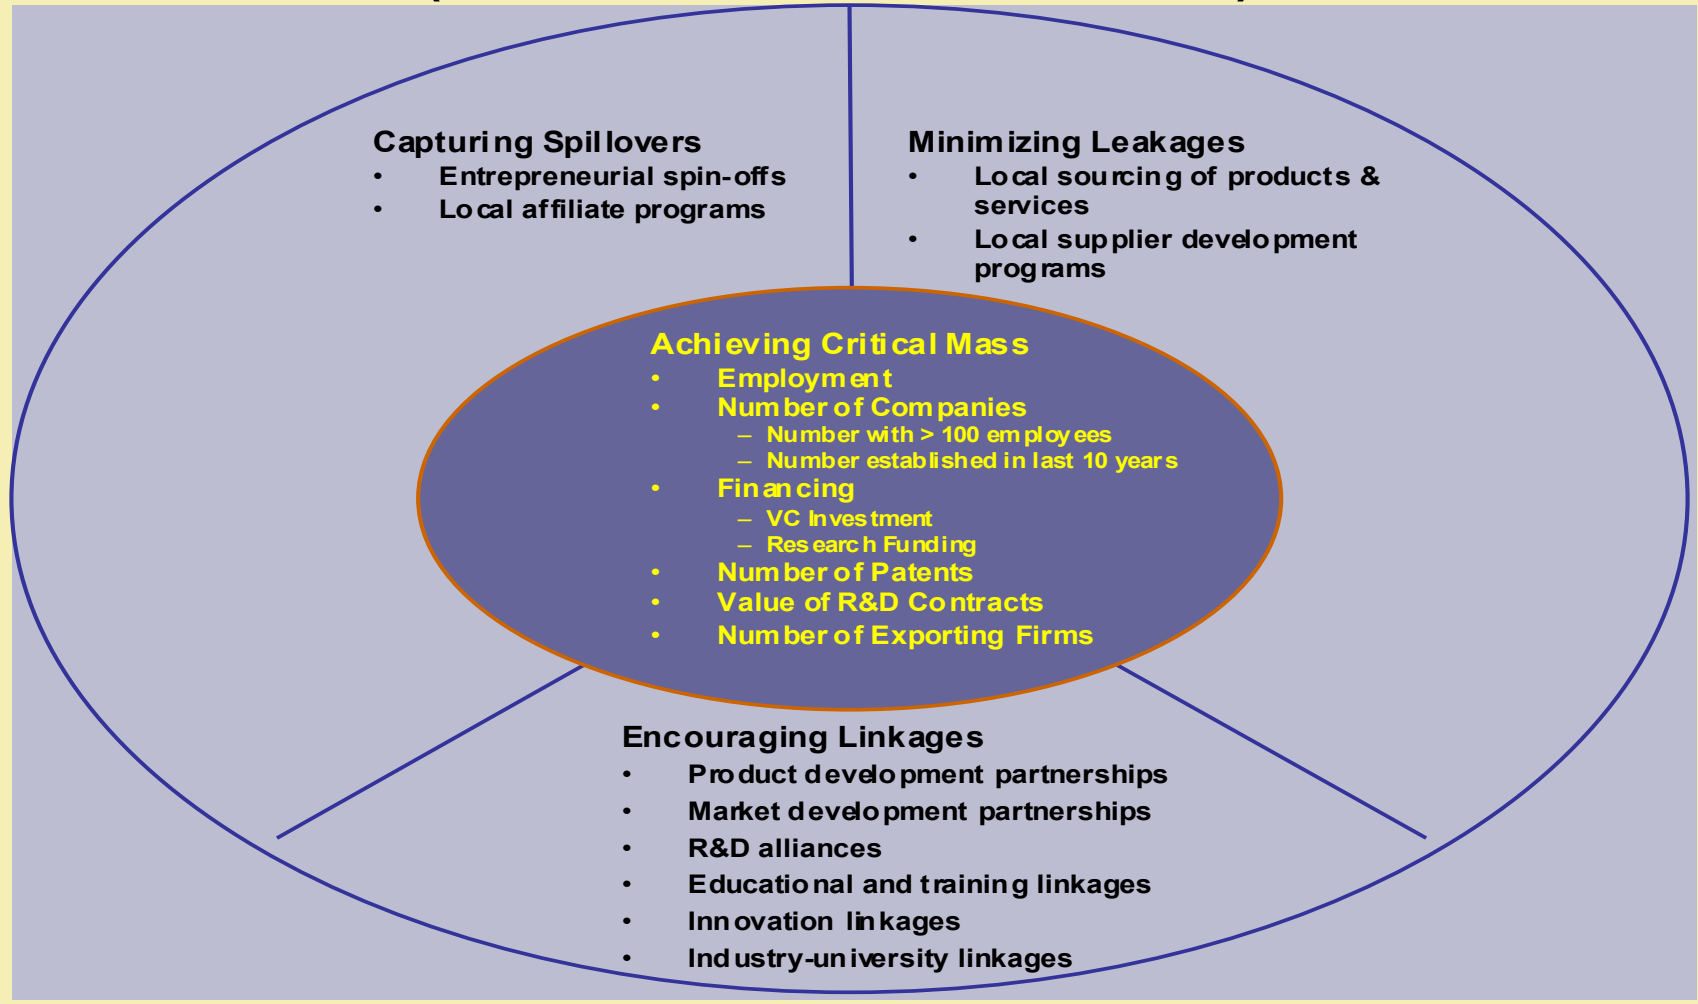 Capturing Spillovers
• Entrepreneurial spin-offs
• Local affiliate programs
Minimizing Leakages
• Local sourcing of products &
services
• Local supplier development
programs
Achieving Critical Mass
• Employment
• Number of Companies
– Number with > 100 employees
– Number established in last 10 years
• Financing
– VC Investment
– Research Funding
• Number of Patents
• Value of R&D Contracts
• Number of Exporting Firms
Encouraging Linkages
• Product development partnerships
• Market development partnerships
• R&D alliances
• Educational and training linkages
• Innovation linkages
• Industry-university linkages